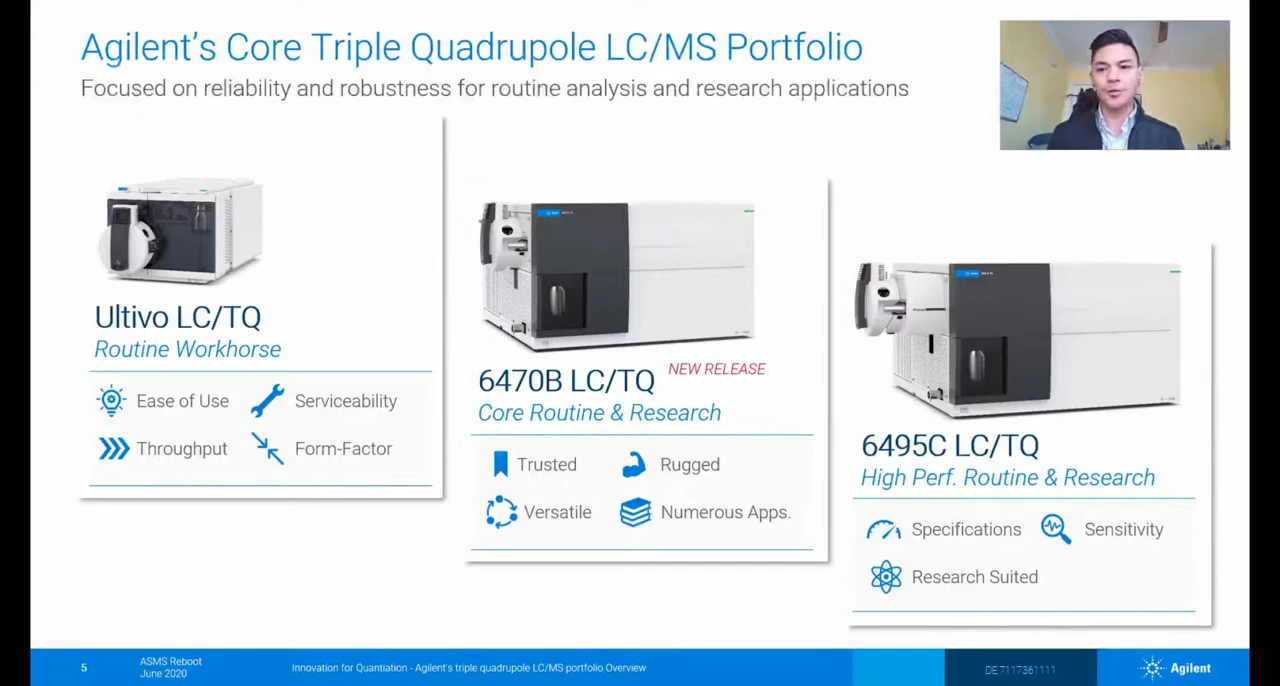 Agilent's Core Triple Quadrupole LC/MS Portfolio
Focused on reliability and robustness for routine analysis and research applications
Ultivo LC/TQ
Routine Workhorse
Ease of Use
Serviceability
Throughput
Form-Factor
6470B LC/TQ
NEW RELEASE
Core Routine & Research
Trusted
Rugged
Versatile
Numerous Apps.
6495C LC/TQ
High Perf. Routine & Research
Specifications
Sensitivity
Research Suited
5
ASMS Reboot
June 2020
Innovation for Quantiation - Agilent's triple quadrupole LC/MS portfolio Overview
DE.7117361111
Agilent